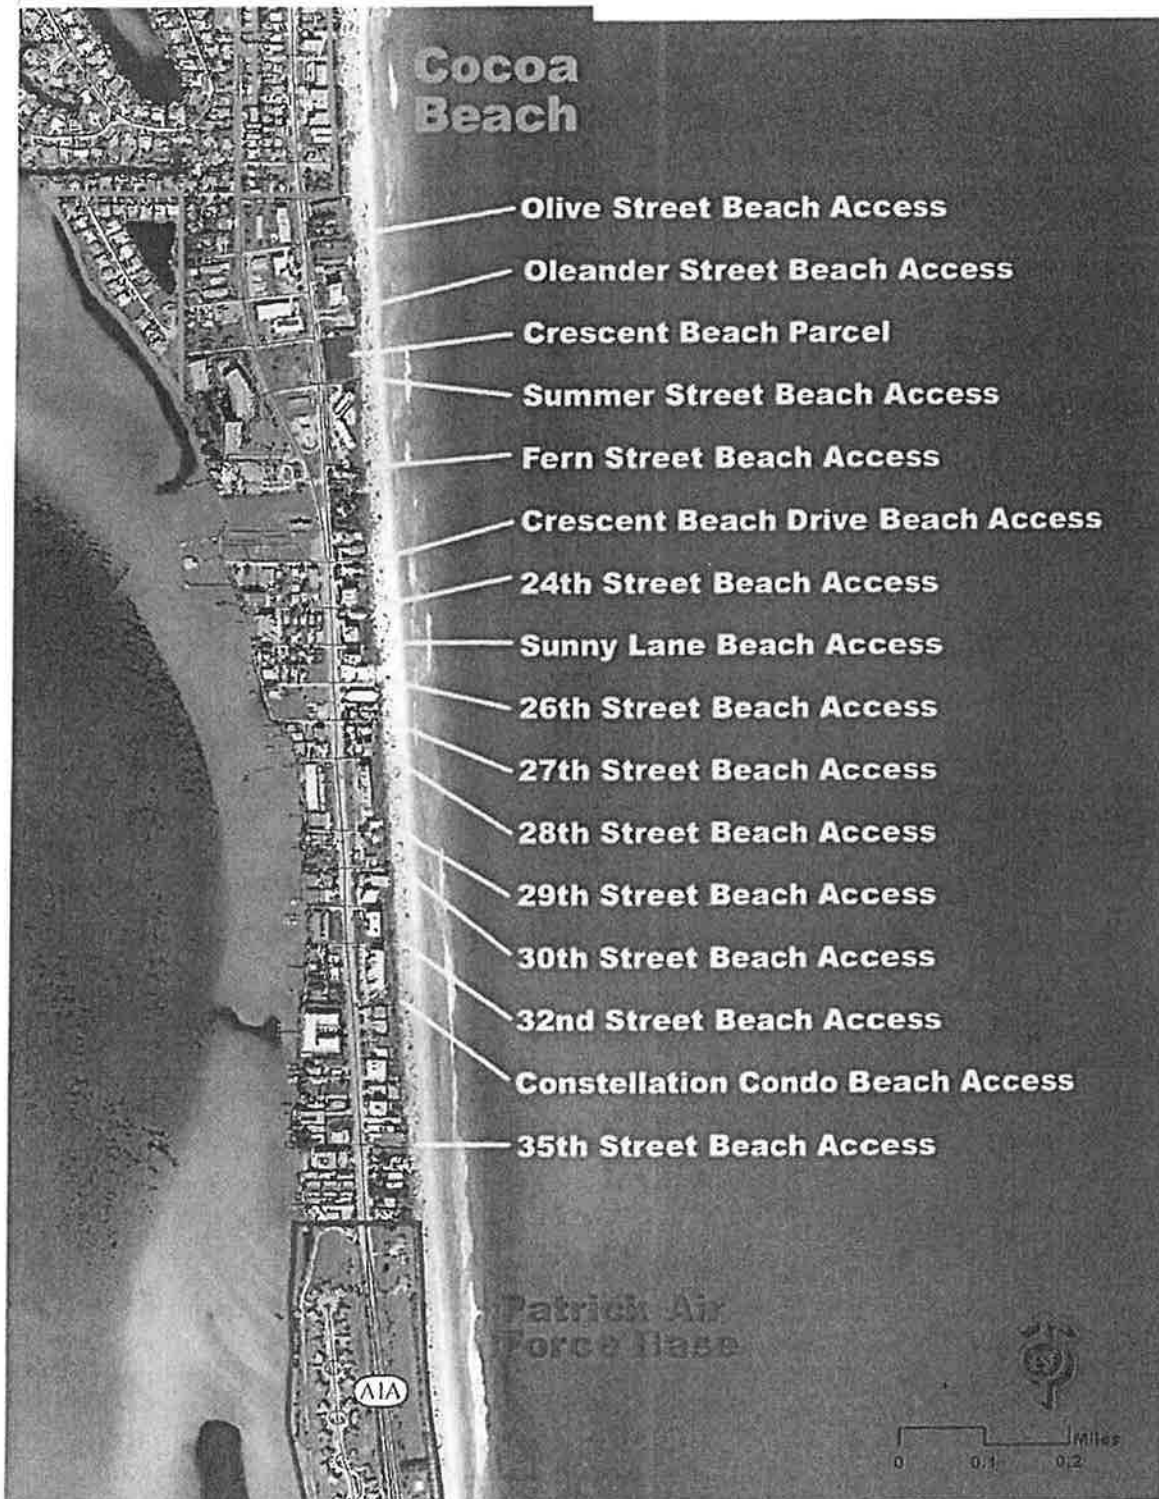 Cocoa
Beach
Olive Street Beach Access
Oleander Street Beach Access
Crescent Beach Parcel
Summer Street Beach Access
Fern Street Beach Access
Crescent Beach Drive Beach Access
24th Street Beach Access
Sunny Lane Beach Access
26th Street Beach Access
27th Street Beach Access
28th Street Beach Access
29th Street Beach Access
30th Street Beach Access
32nd Street Beach Access
Constellation Condo Beach Access
35th Street Beach Access
Patrick Air
Force Base
A1A
Miles
0 0.1 0.2